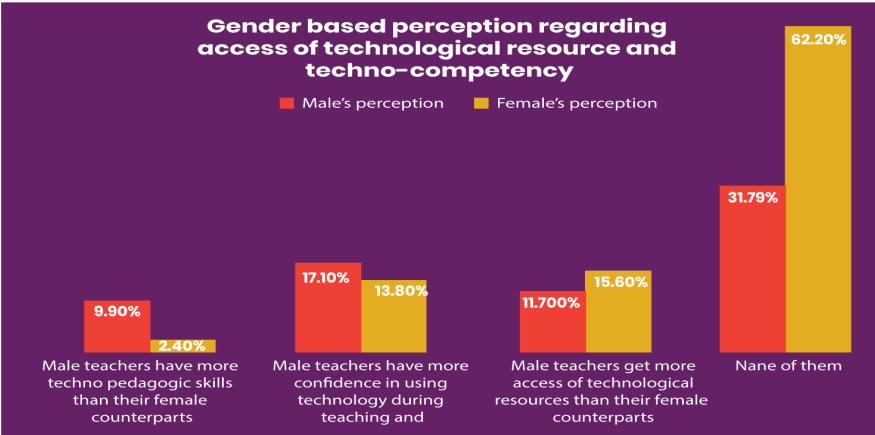 Gender based perception regarding
access of technological resource and
techno-competency
Male's perception
Female's perception
9.90%
2.40%
17.10%
13.80%
11.700%
15.60%
31.79%
62.20%
Male teachers have more
techno pedagogic skills
than their female
counterparts
Male teachers have more
confidence in using
technology during
teaching and
Male teachers get more
access of technological
resources than their female
counterparts
Nane of them